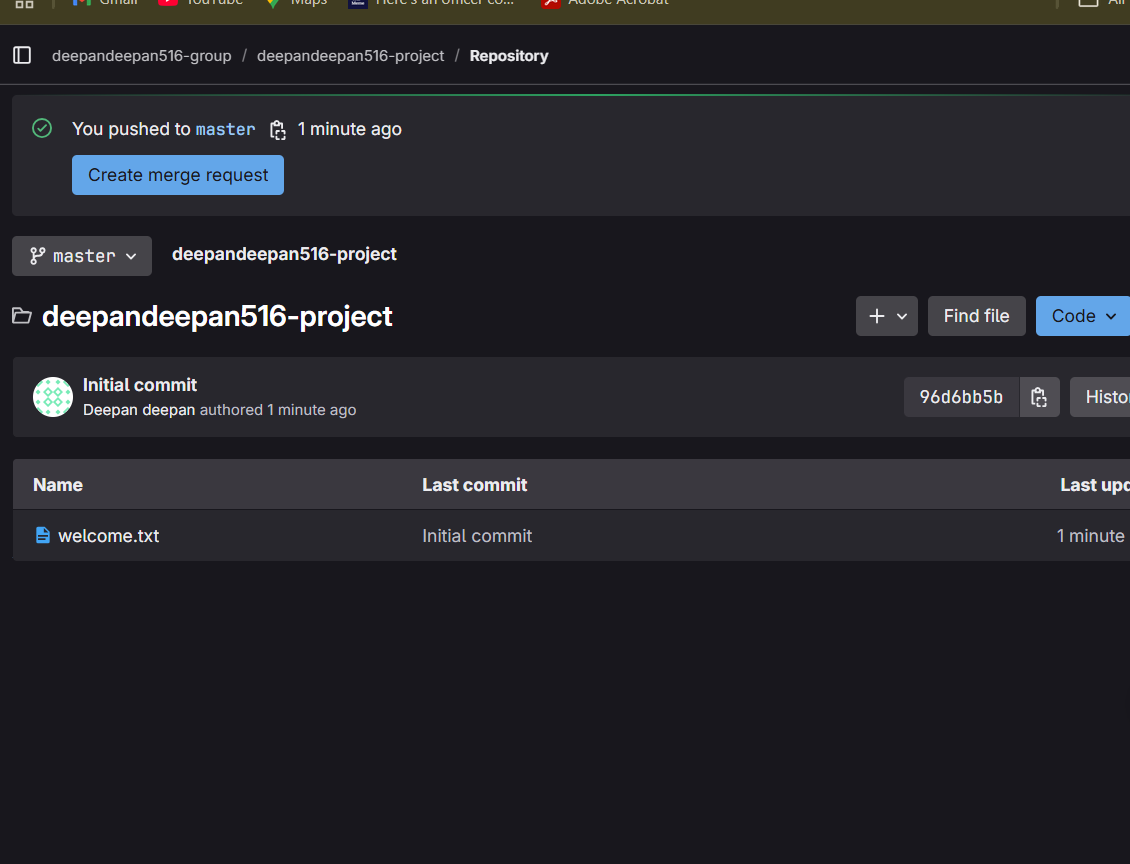 Gmail YouTube Maps Here's an officer co... Adobe Acrobat All
deepandeepan516-group / deepandeepan516-project / Repository
You pushed to master 1 minute ago
Create merge request
master deepandeepan516-project
deepandeepan516-project + Find file Code
Initial commit
Deepan deepan authored 1 minute ago
96d6bb5b Histo
Name Last commit Last upd
welcome.txt Initial commit 1 minute